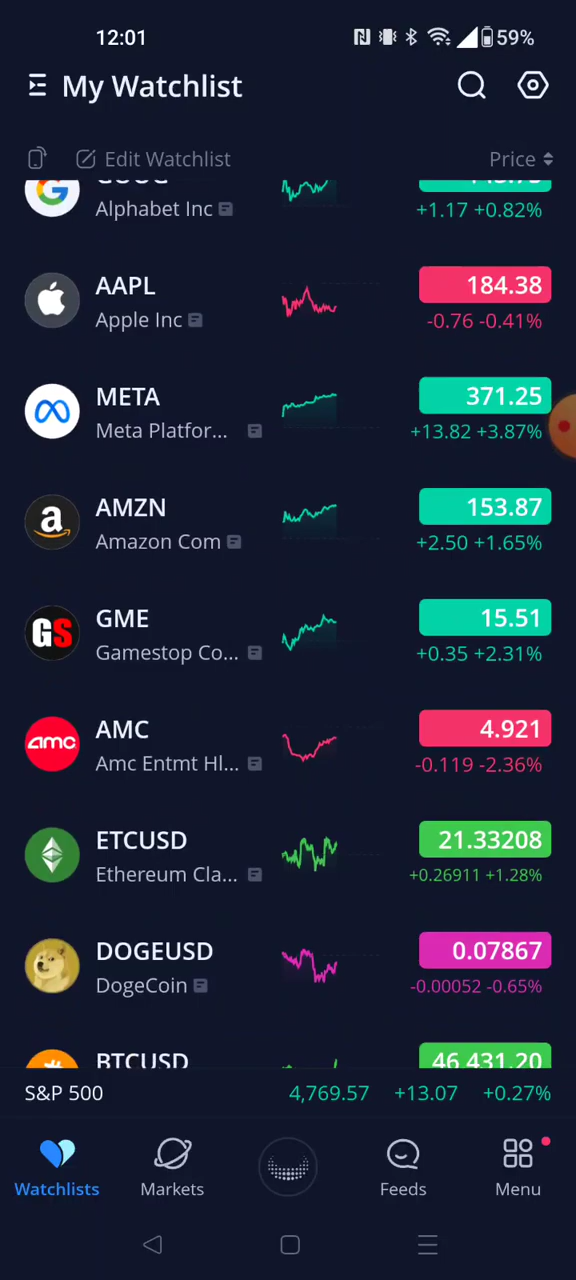 12:01
59%
My Watchlist
Edit Watchlist
Price
GOOG
Alphabet Inc
+1.17 +0.82%
AAPL
184.38
Apple Inc
-0.76 -0.41%
META
371.25
Meta Platfor...
+13.82 +3.87%
AMZN
153.87
Amazon Com
+2.50 +1.65%
GME
15.51
Gamestop Co...
+0.35 +2.31%
AMC
4.921
Amc Entmt Hl...
-0.119 -2.36%
ETCUSD
21.33208
Ethereum Cla...
+0.26911 +1.28%
DOGEUSD
0.07867
DogeCoin
-0.00052 -0.65%
BTCUSD
46,431.20
S&P 500
4,769.57
+13.07
+0.27%
Watchlists
Markets
Feeds
Menu